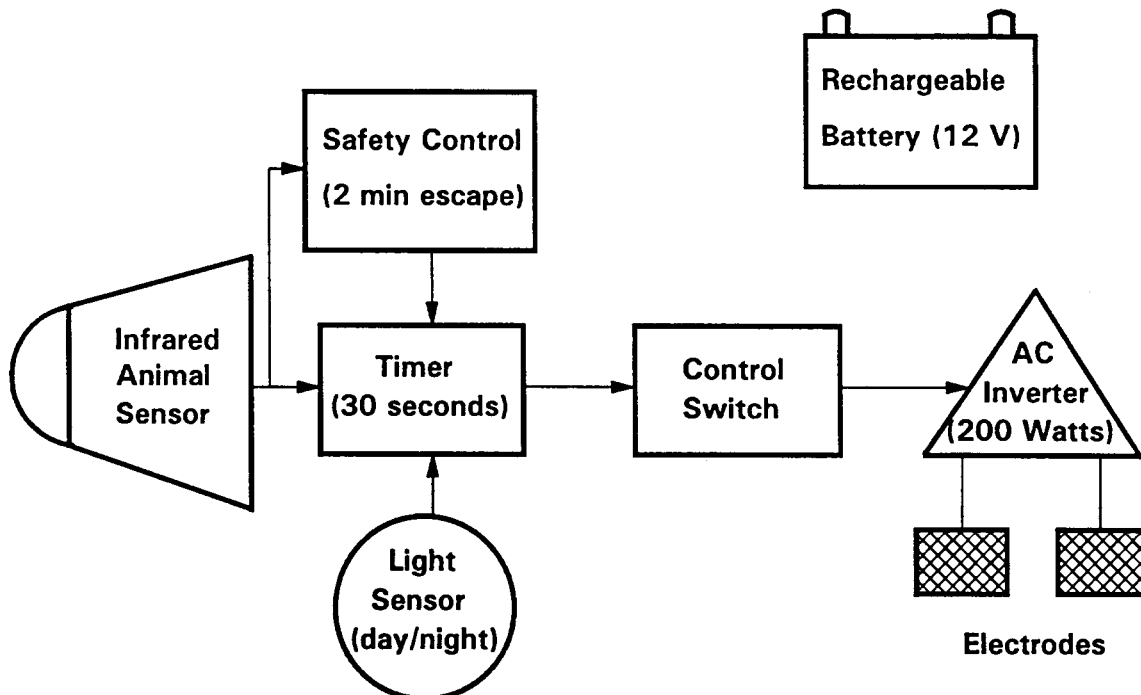 Rechargeable
Battery (12 V)
Safety Control
(2 min escape)
Infrared
Animal
Sensor
Timer
(30 seconds)
Control
Switch
AC
Inverter
(200 Watts)
Light
Sensor
(day/night)
Electrodes